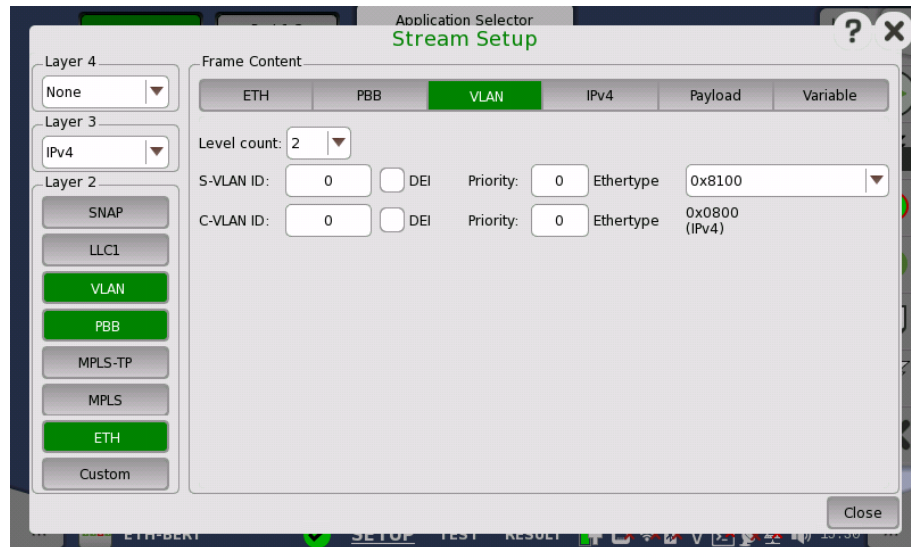 Application Selector
Stream Setup
? X
Layer 4
None
Layer 3
IPv4
Layer 2
SNAP
LLC1
VLAN
PBB
MPLS-TP
MPLS
ETH
Custom
Frame Content
ETH PBB VLAN IPv4 Payload Variable
Level count: 2
S-VLAN ID: 0 DEI Priority: 0 Ethertype 0x8100
C-VLAN ID: 0 DEI Priority: 0 Ethertype 0x0800
(IPv4)
Close
ETH-BERT SETUP TEST RESULT